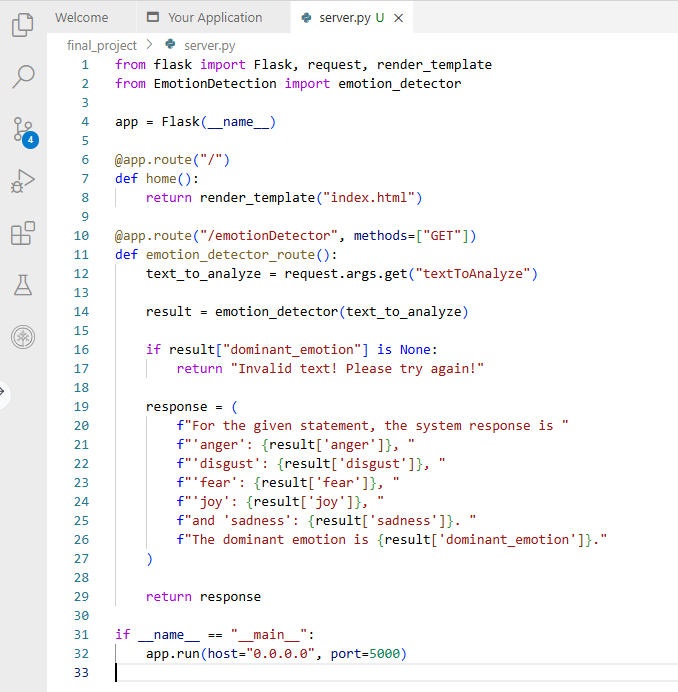 Welcome
Your Application
server.py U
final_project > server.py
4
1 from flask import Flask, request, render_template
2 from EmotionDetection import emotion_detector
3
4 app = Flask(__name__)
5
6 @app.route("/")
7 def home():
8     return render_template("index.html")
9
10 @app.route("/emotionDetector", methods=["GET"])
11 def emotion_detector_route():
12     text_to_analyze = request.args.get("textToAnalyze")
13
14     result = emotion_detector(text_to_analyze)
15
16     if result["dominant_emotion"] is None:
17         return "Invalid text! Please try again!"
18
19     response = (
20         f"For the given statement, the system response is "
21         f"'anger': {result['anger']}, "
22         f"'disgust': {result['disgust']}, "
23         f"'fear': {result['fear']}, "
24         f"'joy': {result['joy']}, "
25         f"and 'sadness': {result['sadness']}. "
26         f"The dominant emotion is {result['dominant_emotion']}."
27     )
28
29     return response
30
31 if __name__ == "__main__":
32     app.run(host="0.0.0.0", port=5000)
33